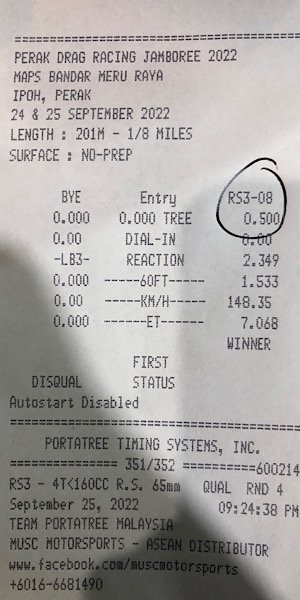 ==========================================
PERAK DRAG RACING JAMBOREE 2022
MAPS BANDAR MERU RAYA
IPOH, PERAK
24 & 25 SEPTEMBER 2022
LENGTH : 201M - 1/8 MILES
SURFACE : NO-PREP
BYE Entry RS3-08
0.000 0.000 TREE 0.500
0.00 DIAL-IN 0.00
-LB3- REACTION 2.349
0.000 -----60FT----- 1.533
0.00 -----KM/H----- 148.35
0.000 ------ET------ 7.068
WINNER
FIRST
DISQUAL STATUS
Autostart Disabled
==========================================
PORTATREE TIMING SYSTEMS, INC.
============== 351/352 ==========600214
RS3 - 4T<160CC R.S. 65mm QUAL RND 4
September 25, 2022 09:24:38 PM
TEAM PORTATREE MALAYSIA
MUSC MOTORSPORTS - ASEAN DISTRIBUTOR
www.facebook.com/muscmotorsports
+6016-6681490